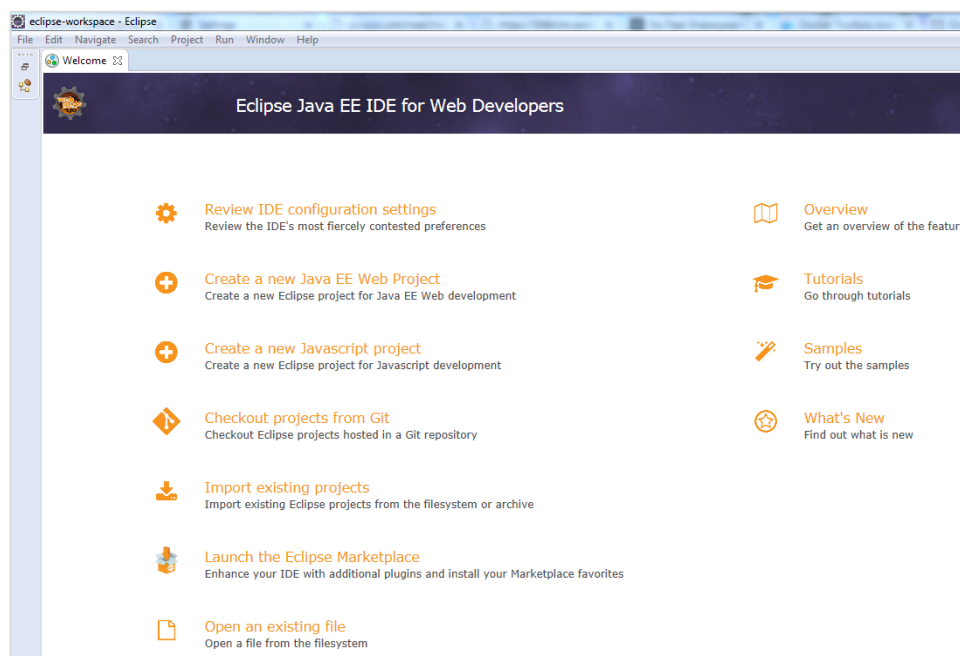 eclipse-workspace - Eclipse
File Edit Navigate Search Project Run Window Help
Welcome
Eclipse Java EE IDE for Web Developers
Review IDE configuration settings
Review the IDE's most fiercely contested preferences
Create a new Java EE Web Project
Create a new Eclipse project for Java EE Web development
Create a new Javascript project
Create a new Eclipse project for Javascript development
Checkout projects from Git
Checkout Eclipse projects hosted in a Git repository
Import existing projects
Import existing Eclipse projects from the filesystem or archive
Launch the Eclipse Marketplace
Enhance your IDE with additional plugins and install your Marketplace favorites
Open an existing file
Open a file from the filesystem
Overview
Get an overview of the featur
Tutorials
Go through tutorials
Samples
Try out the samples
What's New
Find out what is new